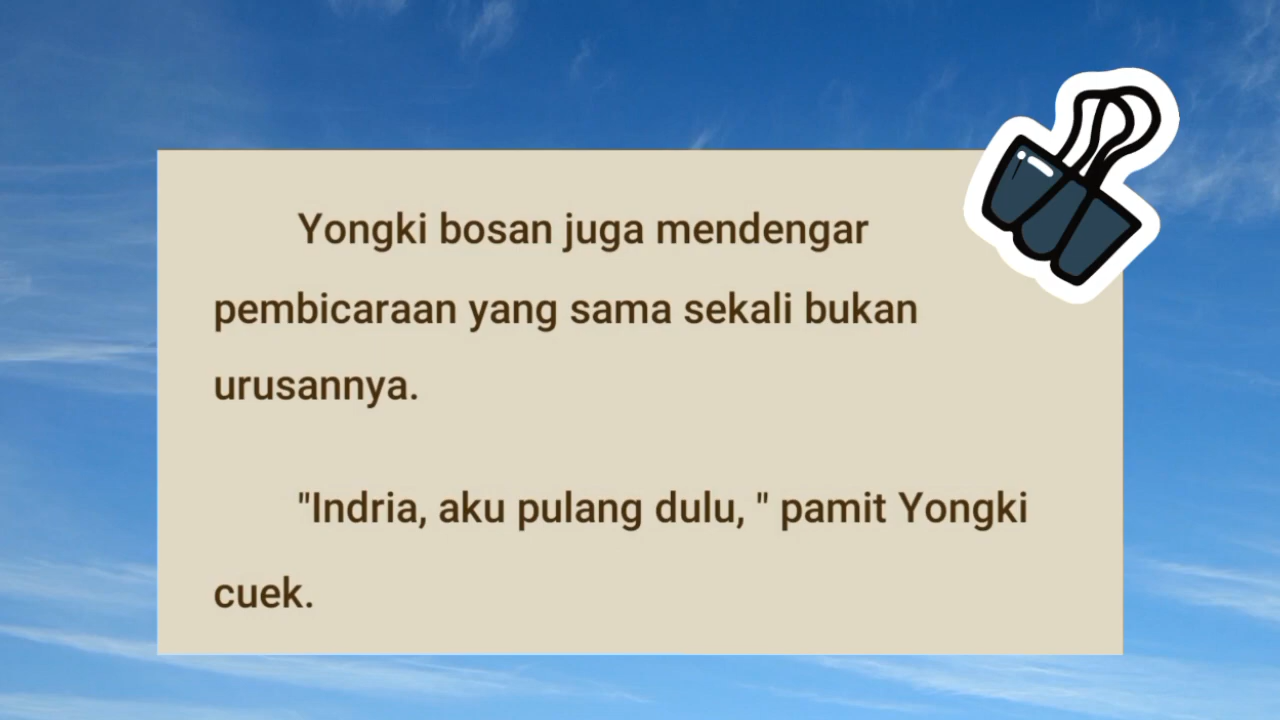 Yongki bosan juga mendengar
pembicaraan yang sama sekali bukan
urusannya.
"Indria, aku pulang dulu, " pamit Yongki
cuek.